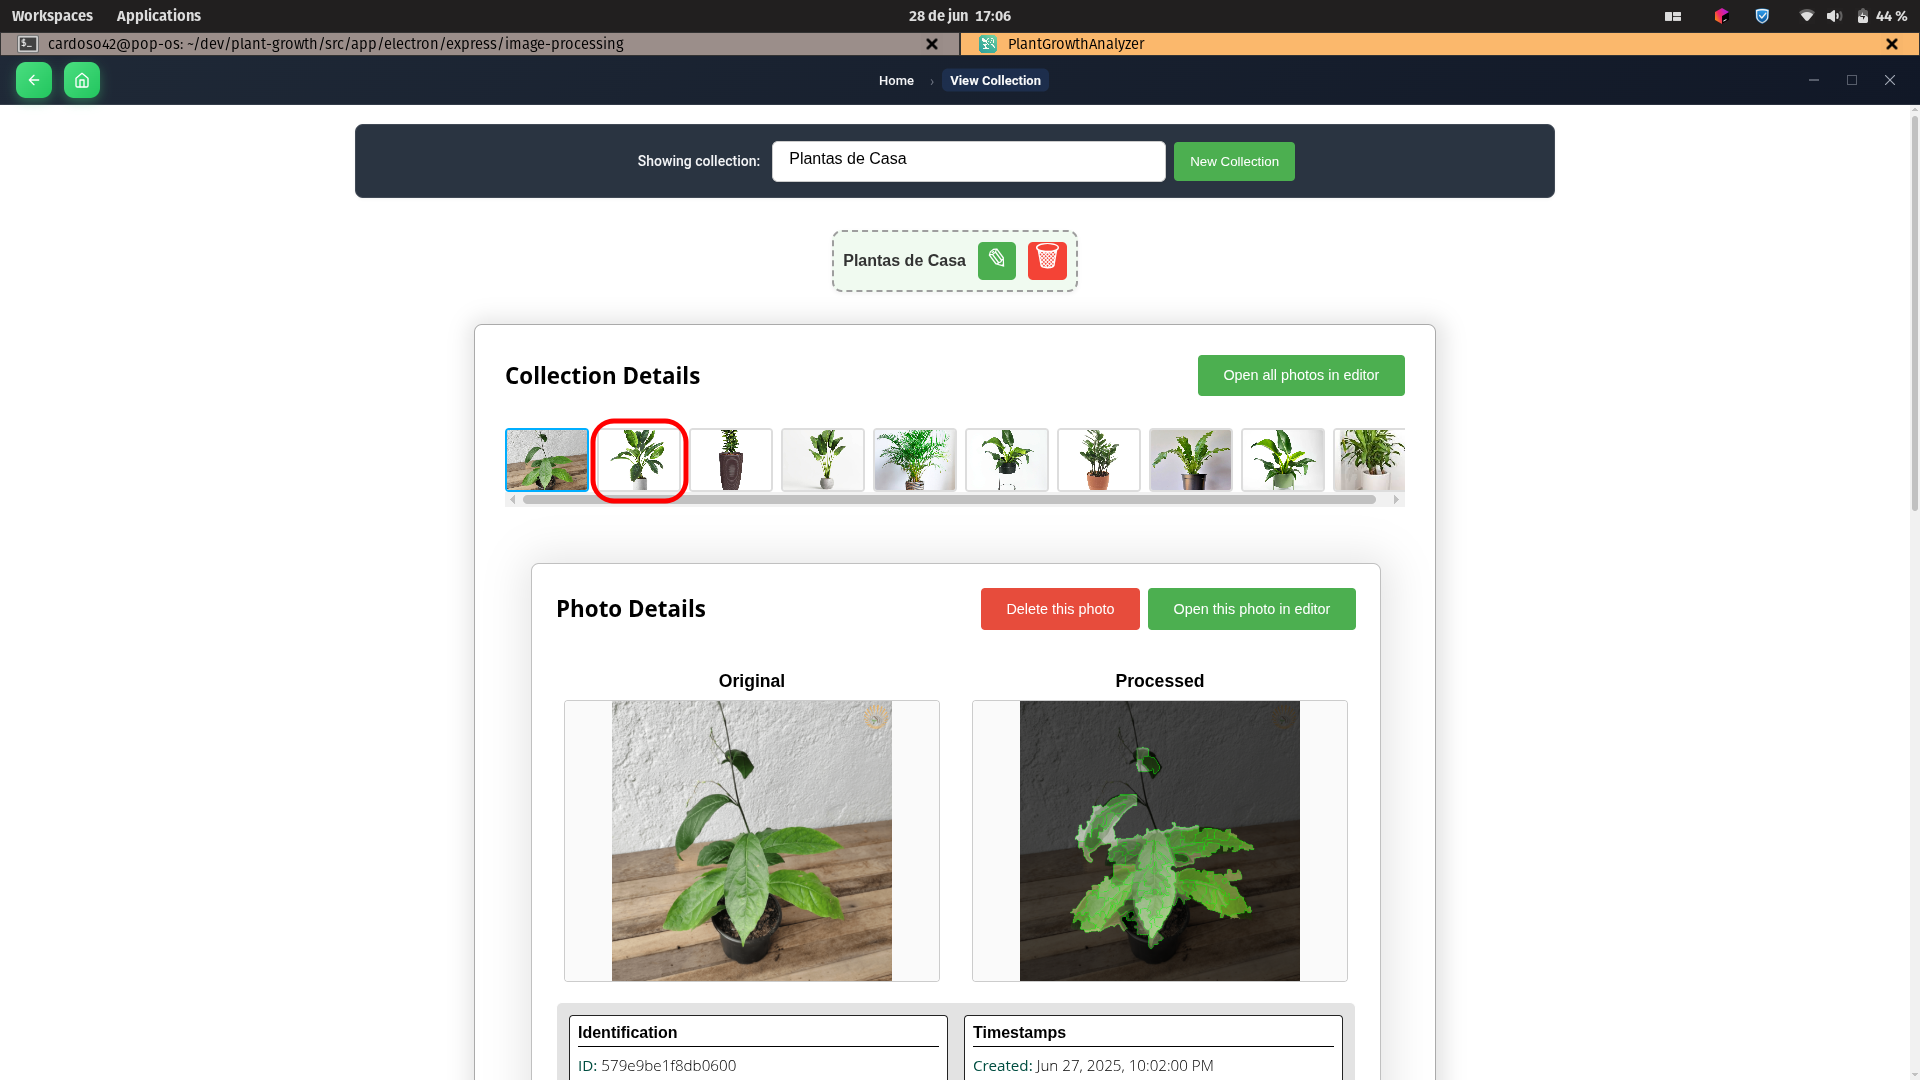 Workspaces Applications 28 de jun 17:06 44 %
cardoso42@pop-os: ~/dev/plant-growth/src/app/electron/express/image-processing PlantGrowthAnalyzer
Home › View Collection
Showing collection: Plantas de Casa New Collection
Plantas de Casa
Collection Details Open all photos in editor
Photo Details Delete this photo Open this photo in editor
Original Processed
Identification Timestamps
ID: 579e9be1f8db0600 Created: Jun 27, 2025, 10:02:00 PM